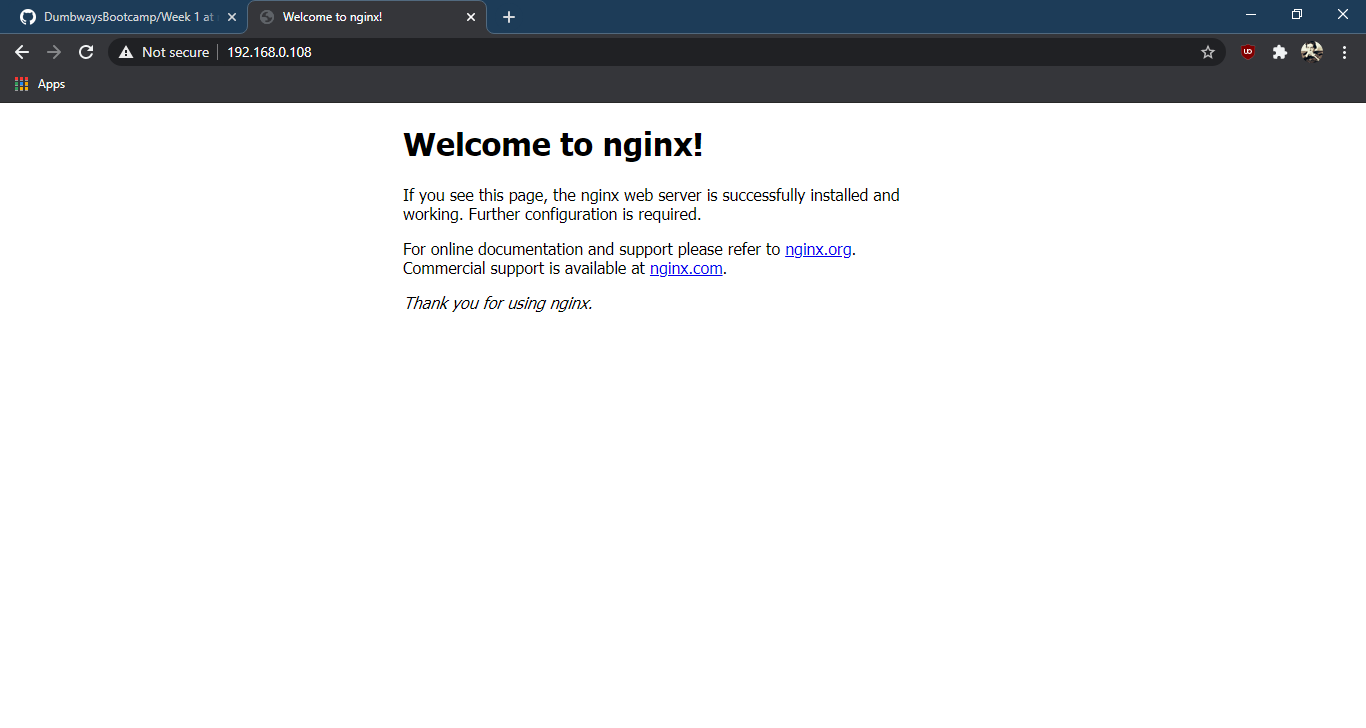 DumbwaysBootcamp/Week 1 at
Welcome to nginx!
Not secure
192.168.0.108
Apps
Welcome to nginx!
If you see this page, the nginx web server is successfully installed and
working. Further configuration is required.
For online documentation and support please refer to nginx.org.
Commercial support is available at nginx.com.
Thank you for using nginx.